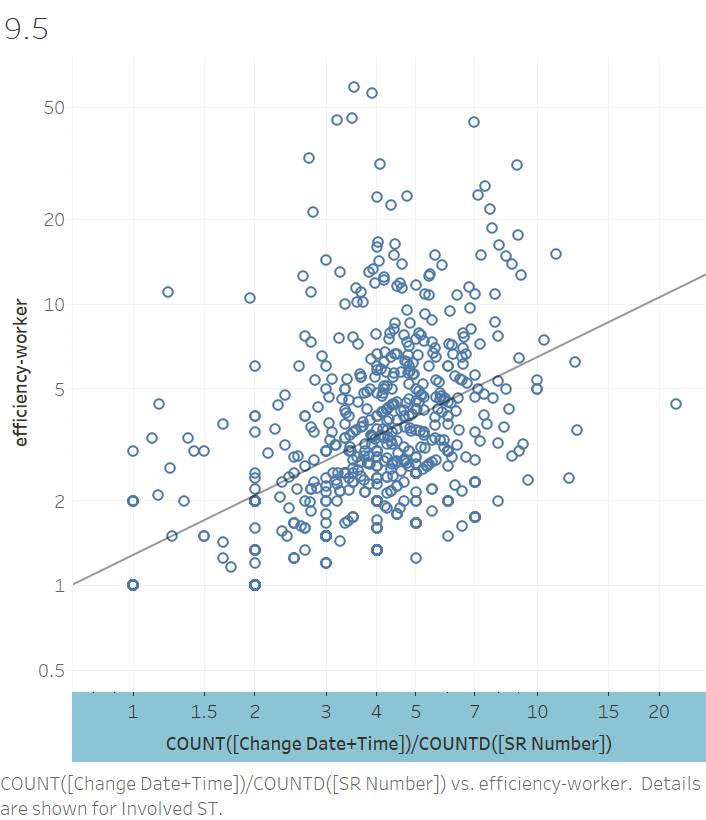 9.5
50
20
10
5
2
1
0.5
efficiency-worker
1 1.5 2 3 4 5 7 10 15 20
COUNT([Change Date+Time])/COUNTD([SR Number])
COUNT([Change Date+Time])/COUNTD([SR Number]) vs. efficiency-worker. Details
are shown for Involved ST.